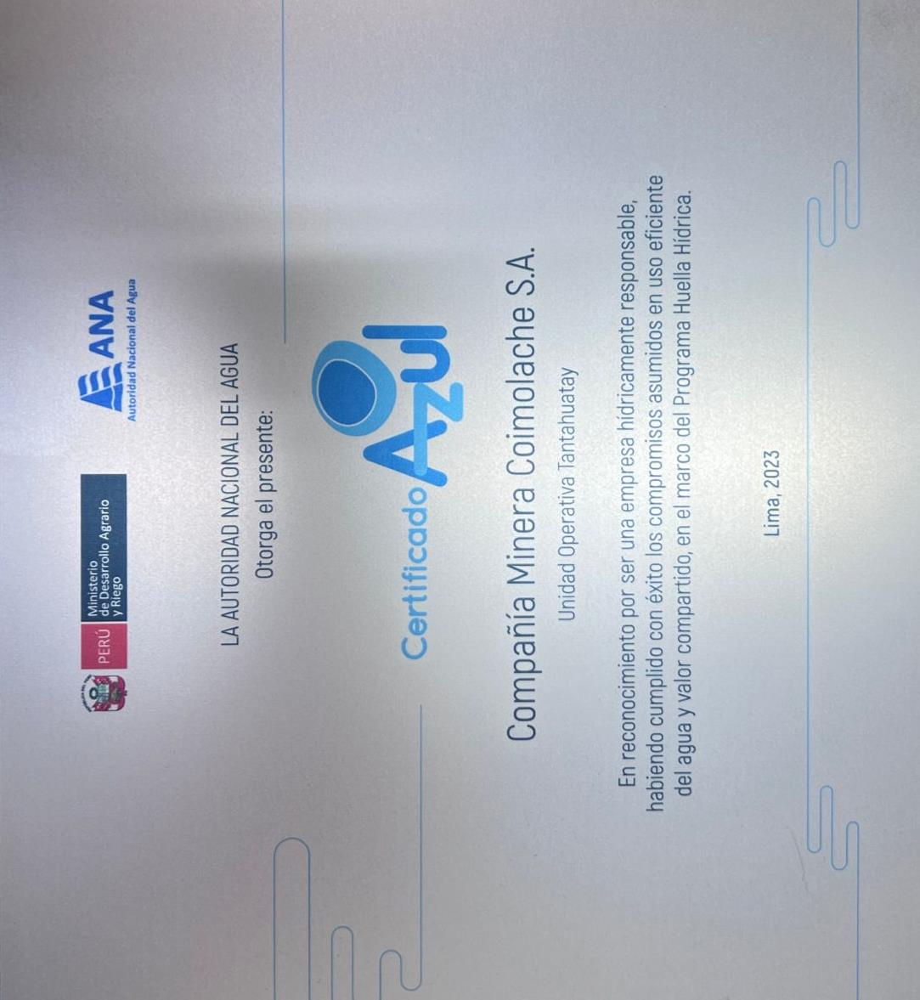 PERÚ
Ministerio
de Desarrollo Agrario
y Riego
ANA
Autoridad Nacional del Agua
LA AUTORIDAD NACIONAL DEL AGUA
Otorga el presente:
Certificado Azul
Compañía Minera Coimolache S.A.
Unidad Operativa Tantahuatay
En reconocimiento por ser una empresa hídricamente responsable,
habiendo cumplido con éxito los compromisos asumidos en uso eficiente
del agua y valor compartido, en el marco del Programa Huella Hídrica.
Lima, 2023